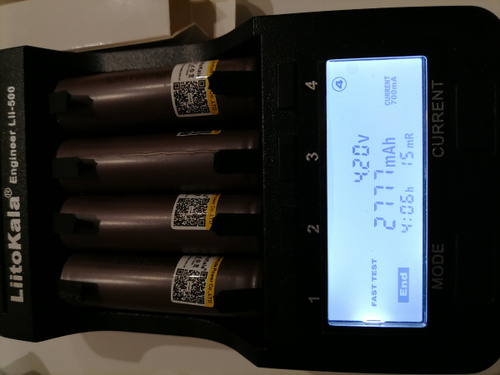 LiitoKala® Engineer Lii-500
1
2
3
4
MODE
CURRENT
④
CURRENT
700mA
4.20V
2777mAh
4:06h 15mR
FAST TEST
End